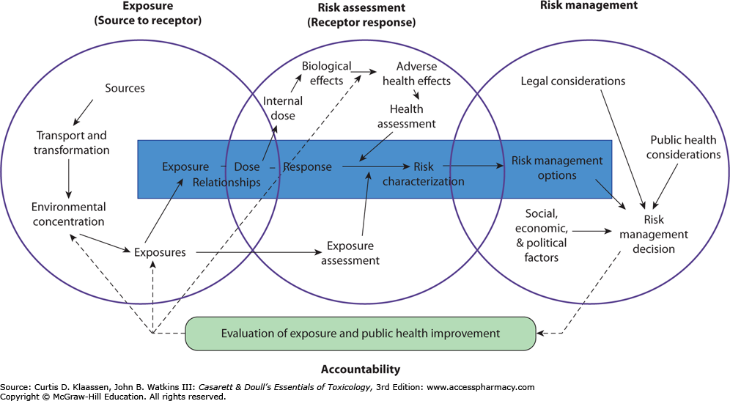 Exposure
(Source to receptor)
Risk assessment
(Receptor response)
Risk management
Sources
Transport and
transformation
Environmental
concentration
Exposures
Exposure – Dose – Response
Relationships
Internal
dose
Biological
effects
Adverse
health effects
Health
assessment
Risk
characterization
Exposure
assessment
Legal considerations
Public health
considerations
Risk management
options
Social,
economic,
& political
factors
Risk
management
decision
Evaluation of exposure and public health improvement
Accountability
Source: Curtis D. Klaassen, John B. Watkins III: Casarett & Doull's Essentials of Toxicology, 3rd Edition: www.accesspharmacy.com
Copyright © McGraw-Hill Education. All rights reserved.